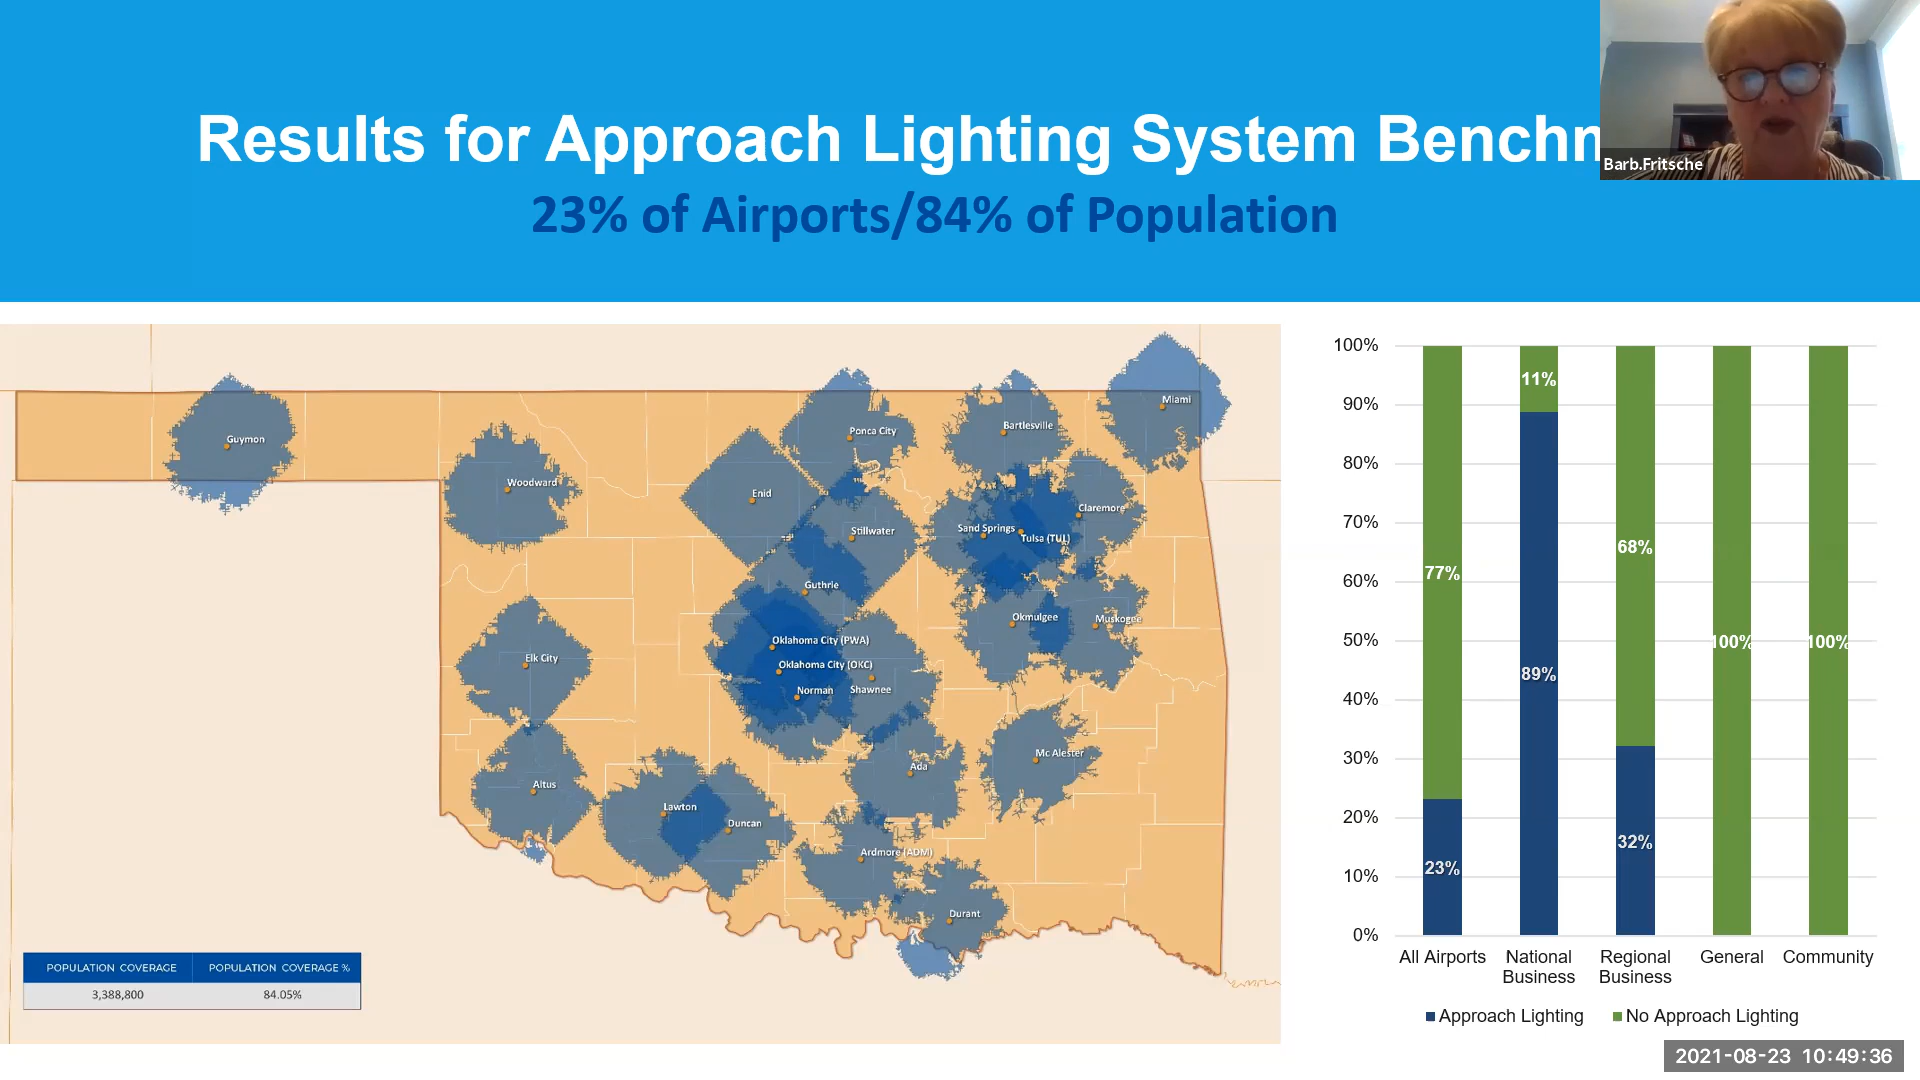 Results for Approach Lighting System Benchm
23% of Airports/84% of Population
Barb.Fritsche
Guymon
Woodward
Enid
Ponca City
Bartlesville
Miami
Stillwater
Sand Springs
Tulsa (TUL)
Claremore
Guthrie
Okmulgee
Muskogee
Oklahoma City (PWA)
Oklahoma City (OKC)
Norman
Shawnee
Elk City
Altus
Lawton
Duncan
Ada
Mc Alester
Ardmore (ADM)
Durant
POPULATION COVERAGE POPULATION COVERAGE %
3,388,800 84.05%
100%
90%
80%
70%
60%
50%
40%
30%
20%
10%
0%
77%
23%
11%
89%
68%
32%
100%
100%
All Airports
National Business
Regional Business
General
Community
Approach Lighting
No Approach Lighting
2021-08-23 10:49:36